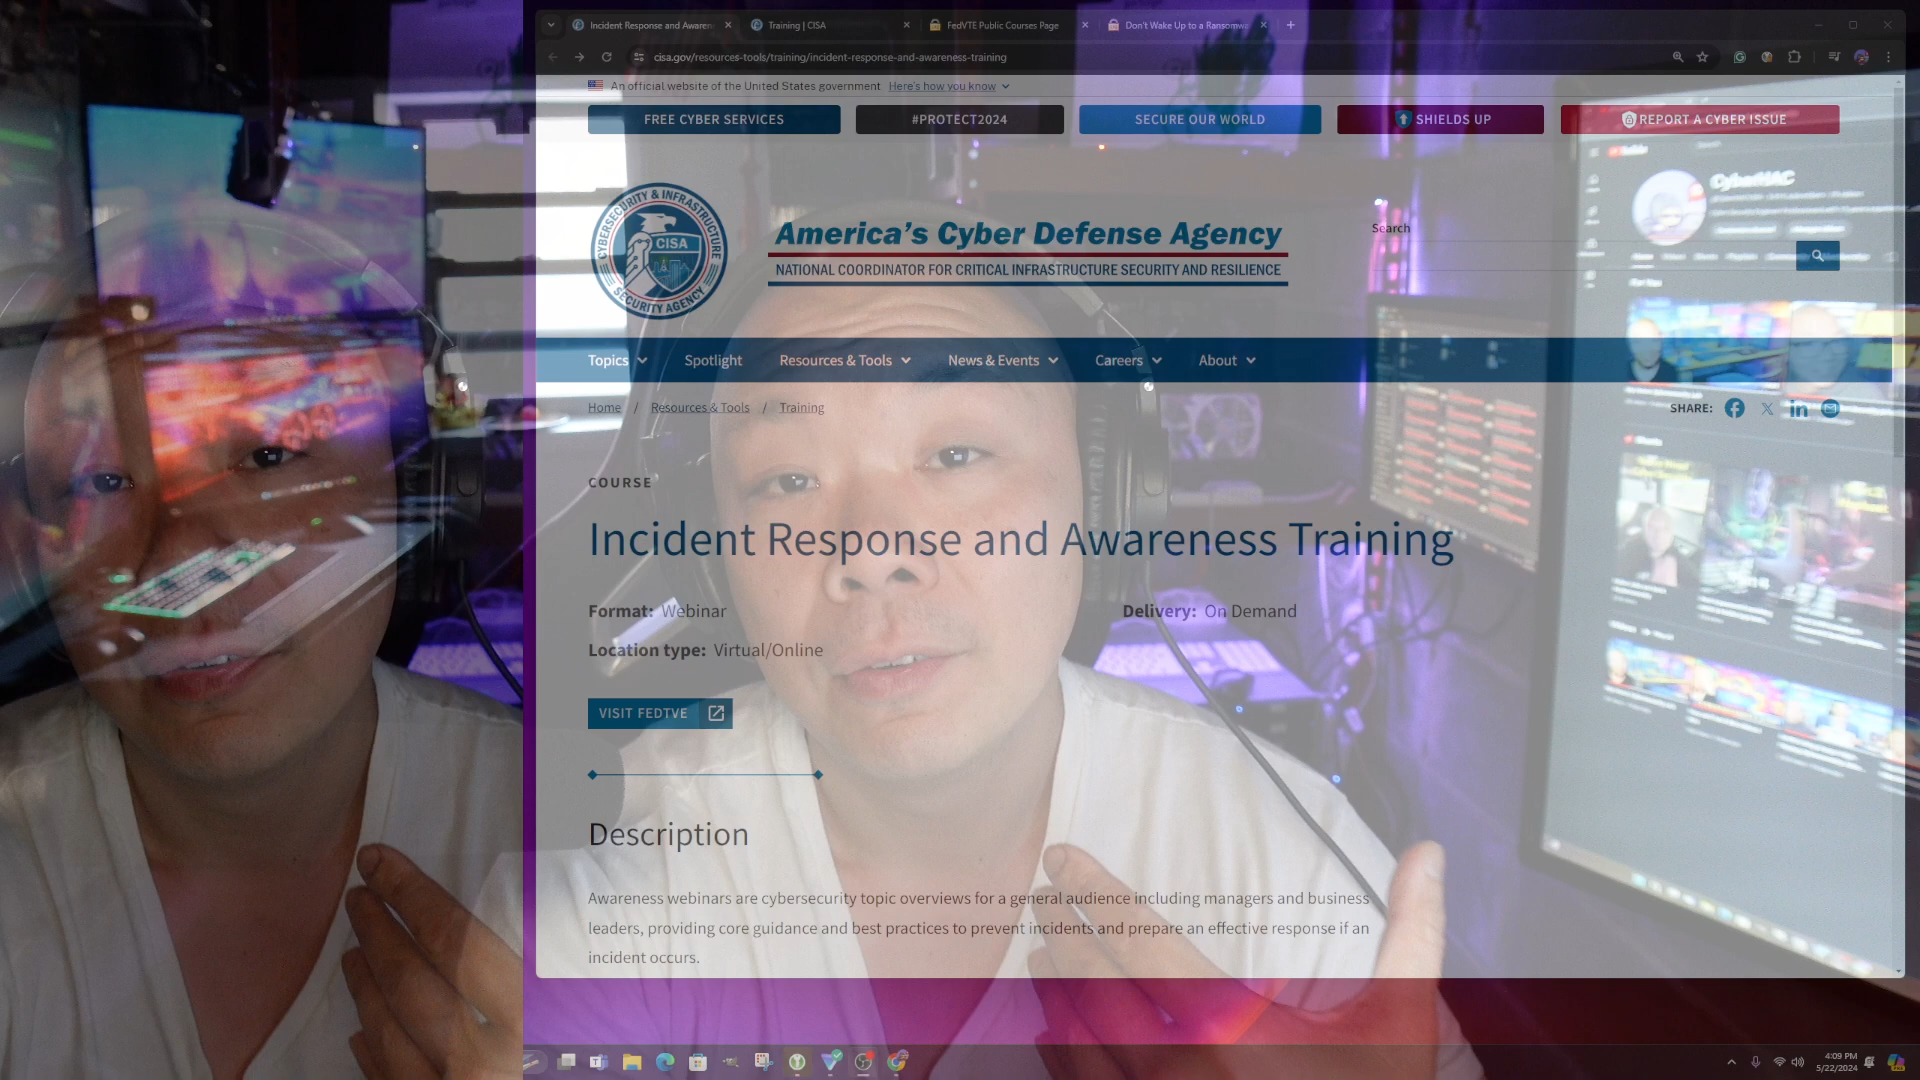 Incident Response and Awaren
Training | CISA
FedVTE Public Courses Page
Don't Wake Up to a Ransomw
cisa.gov/resources-tools/training/incident-response-and-awareness-training
An official website of the United States government Here's how you know
FREE CYBER SERVICES
#PROTECT2024
SECURE OUR WORLD
SHIELDS UP
REPORT A CYBER ISSUE
CYBERSECURITY & INFRASTRUCTURE
CISA
SECURITY AGENCY
America's Cyber Defense Agency
NATIONAL COORDINATOR FOR CRITICAL INFRASTRUCTURE SECURITY AND RESILIENCE
Search
Topics
Spotlight
Resources & Tools
News & Events
Careers
About
Home / Resources & Tools / Training
SHARE:
COURSE
Incident Response and Awareness Training
Format: Webinar
Delivery: On Demand
Location type: Virtual/Online
VISIT FEDTVE
Description
Awareness webinars are cybersecurity topic overviews for a general audience including managers and business
leaders, providing core guidance and best practices to prevent incidents and prepare an effective response if an
incident occurs.
4:09 PM
5/22/2024